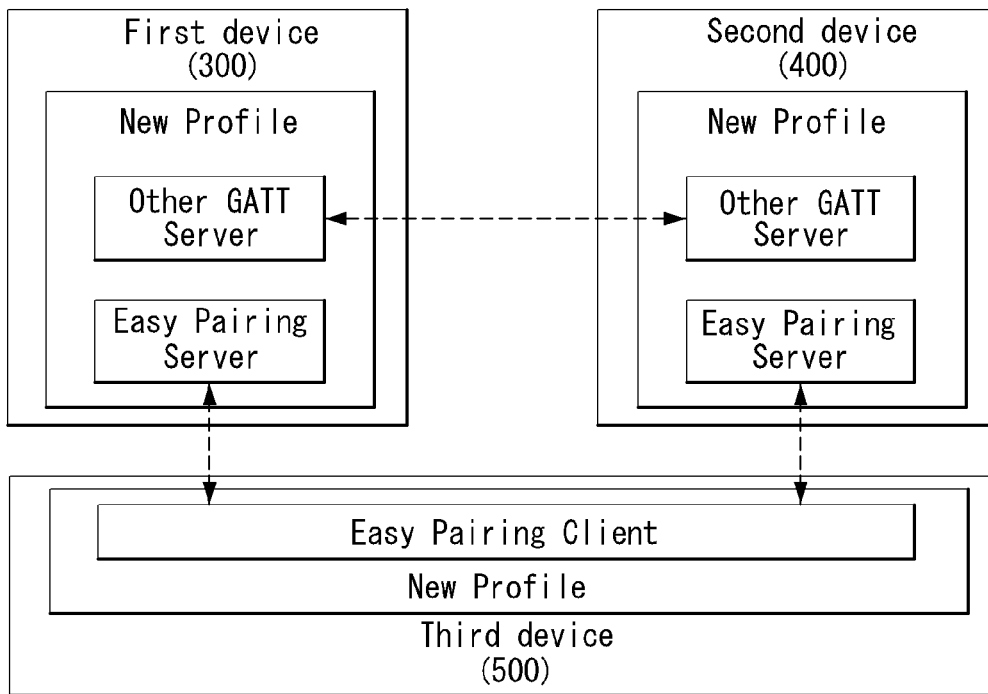 First device
(300)
New Profile
Other GATT
Server
Easy Pairing
Server
Second device
(400)
New Profile
Other GATT
Server
Easy Pairing
Server
Easy Pairing Client
New Profile
Third device
(500)